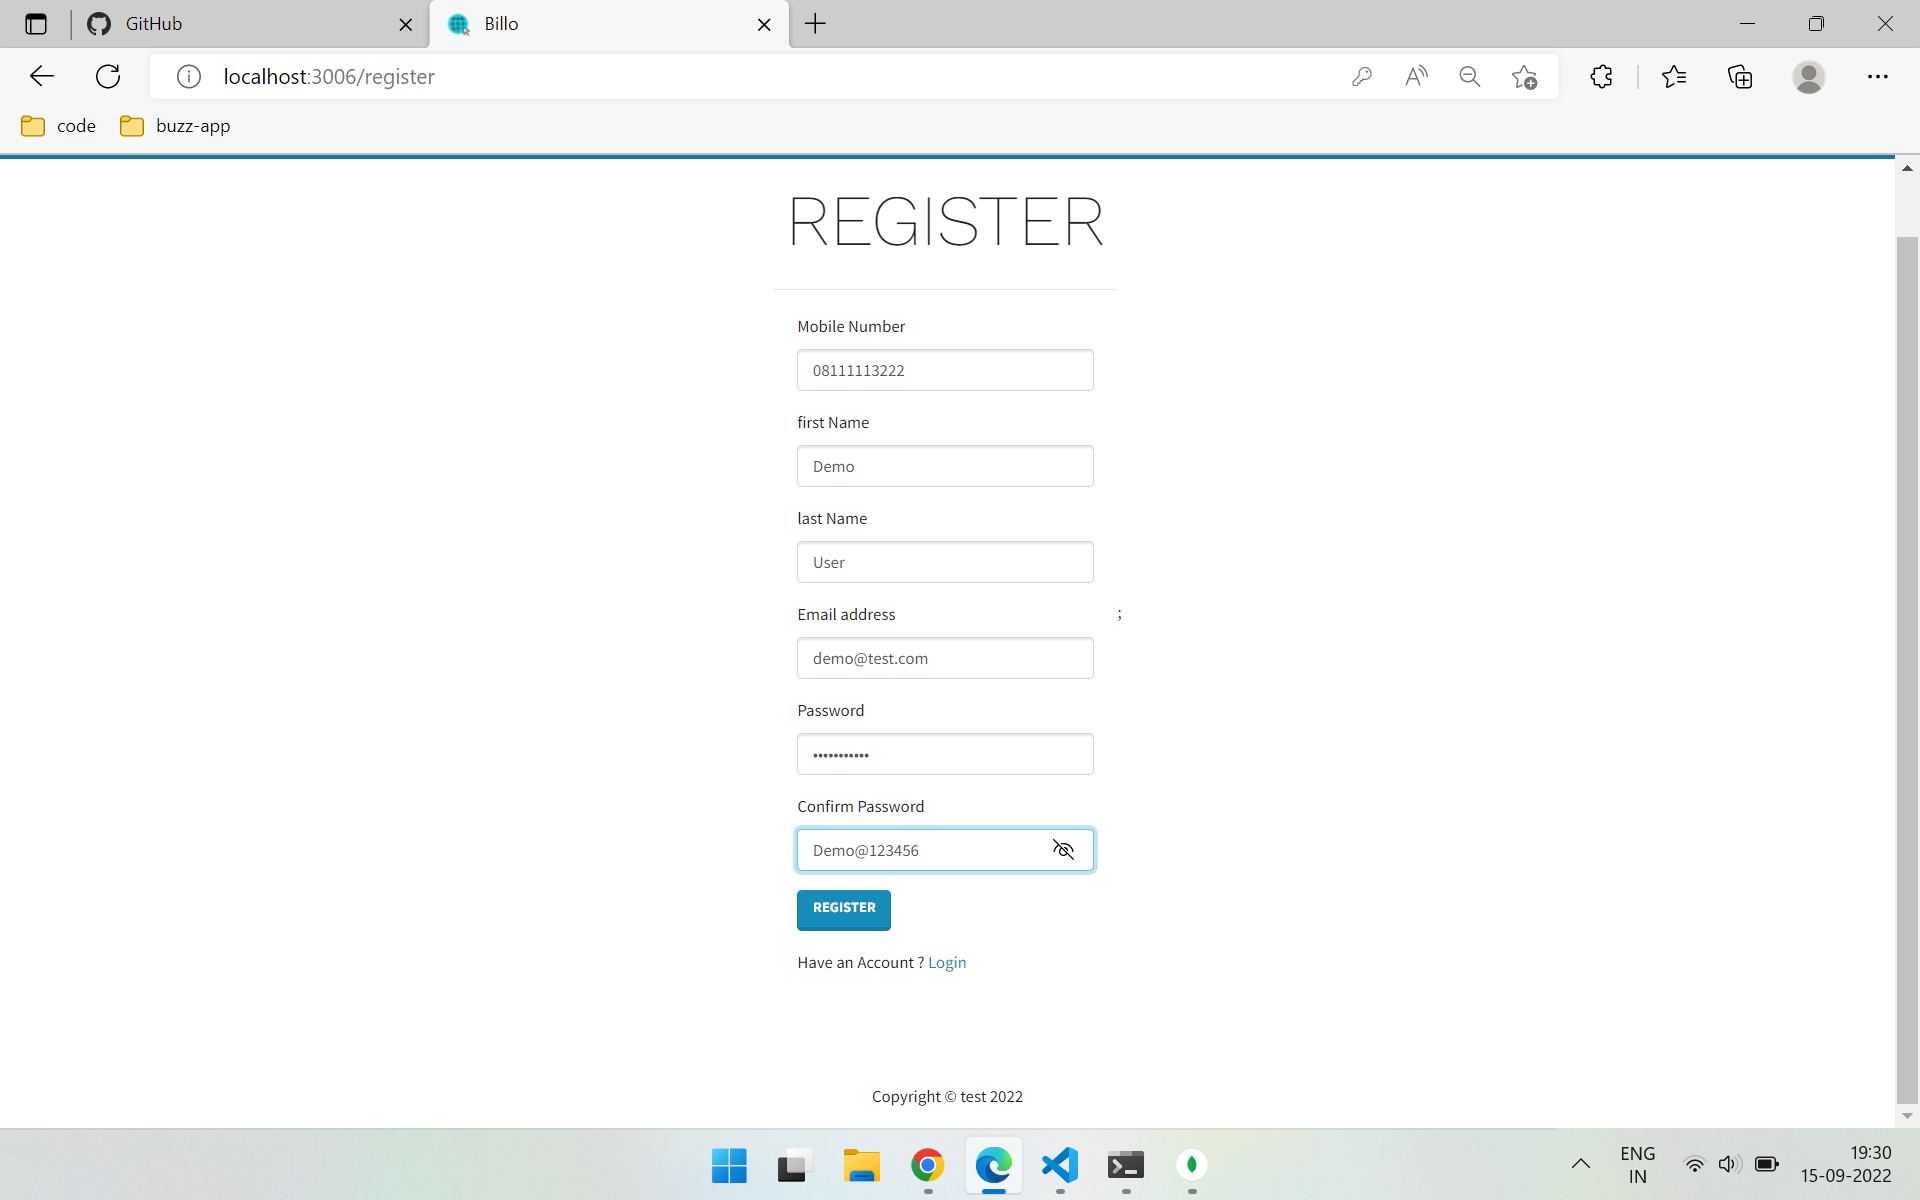 GitHub
Billo
localhost:3006/register
code
buzz-app
REGISTER
Mobile Number
08111113222
first Name
Demo
last Name
User
Email address ;
demo@test.com
Password
•••••••••••
Confirm Password
Demo@123456
REGISTER
Have an Account ? Login
Copyright © test 2022
ENG
IN
19:30
15-09-2022